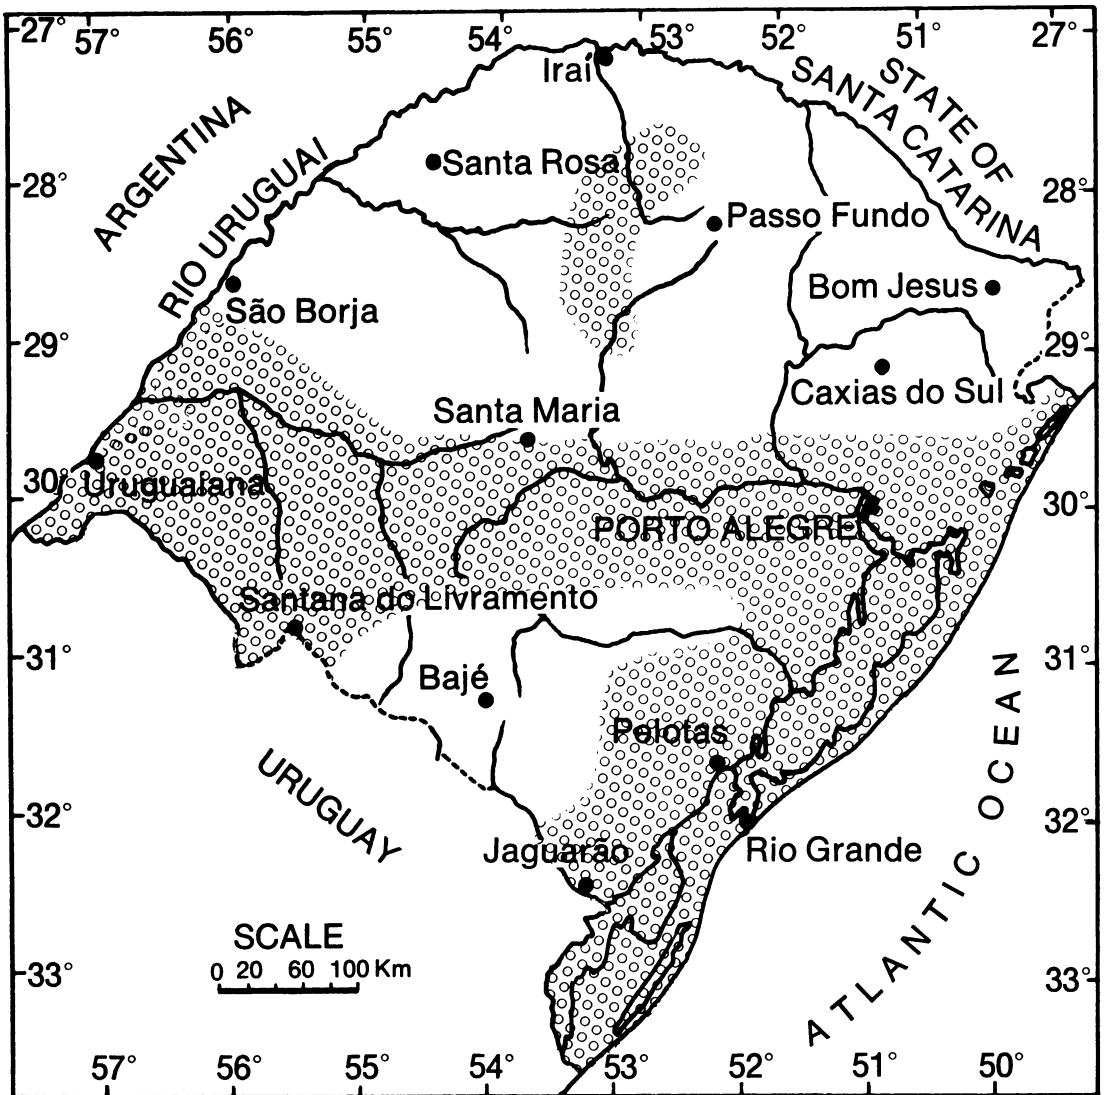 27°
57°
56°
55°
54°
53
52°
51°
27°
Iraí
STATE OF
SANTA CATARINA
ARGENTINA
RIO URUGUAI
Santa Rosa
28°
28°
Passo Fundo
Bom Jesus
São Borja
29°
29°
Caxias do Sul
Santa Maria
30°
Uruguaiana
30°
PORTO ALEGRE
Santana do Livramento
31°
31°
Bajé
Pelotas
URUGUAY
32°
32°
Jaguarão
Rio Grande
ATLANTIC OCEAN
SCALE
0 20 60 100 Km
33°
33°
57°
56°
55°
54°
53°
52°
51°
50°